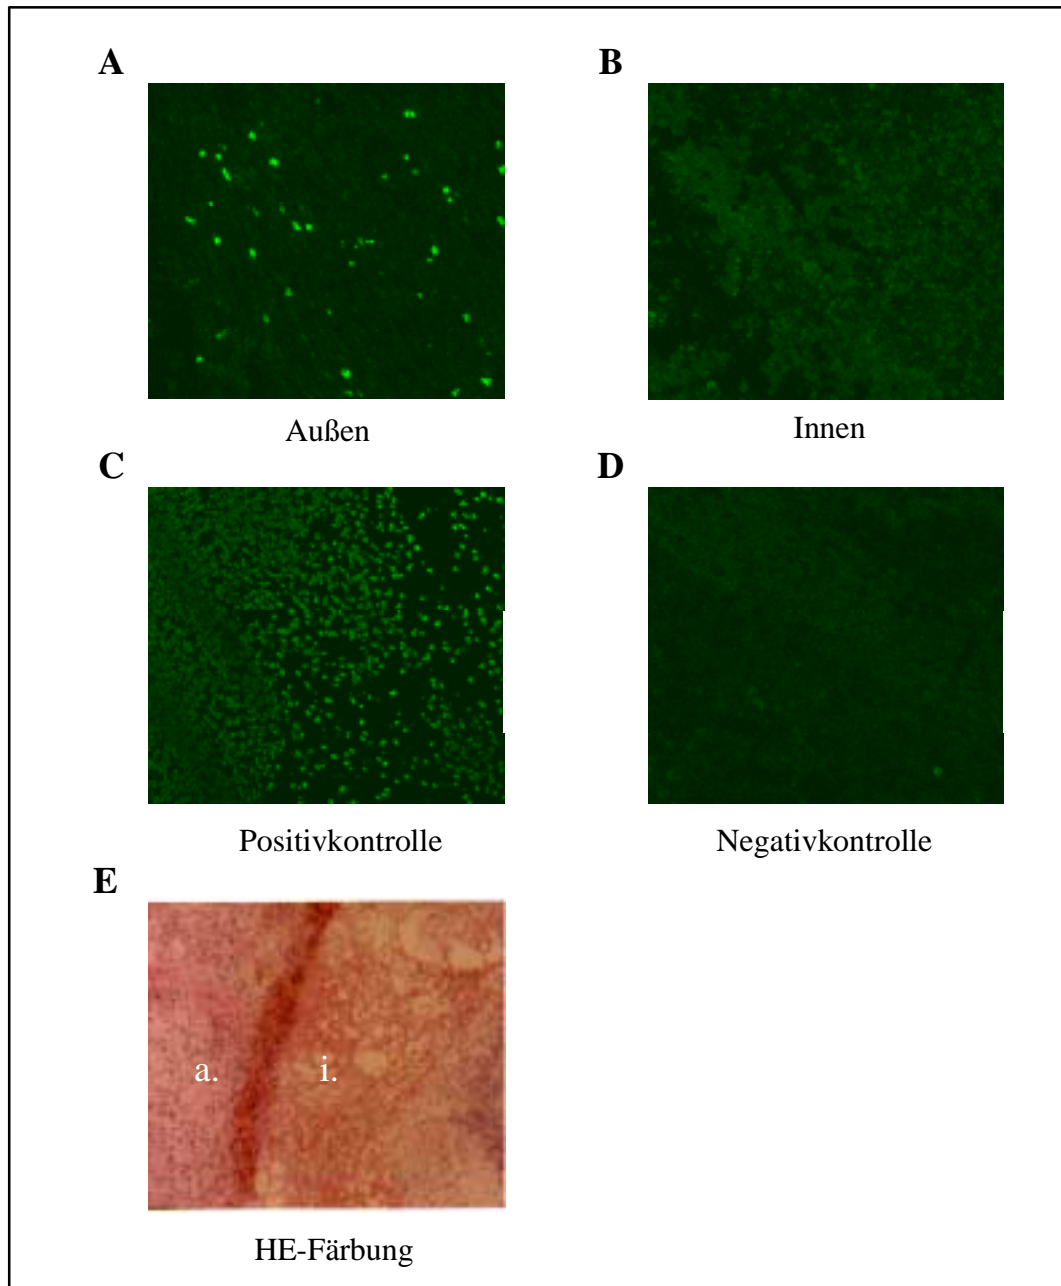 A
B
Außen
Innen
C
D
Positivkontrolle
Negativkontrolle
E
a.
i.
HE-Färbung